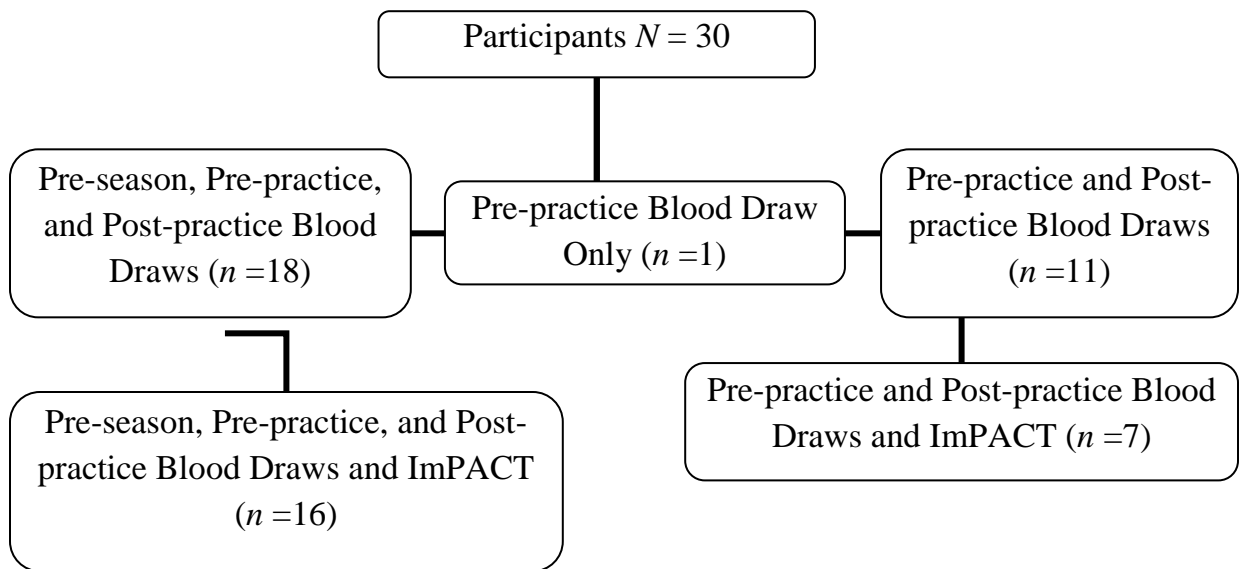 Participants N = 30
Pre-season, Pre-practice,
and Post-practice Blood
Draws (n =18)
Pre-practice Blood Draw
Only (n =1)
Pre-practice and Post-
practice Blood Draws
(n =11)
Pre-season, Pre-practice, and Post-
practice Blood Draws and ImPACT
(n =16)
Pre-practice and Post-practice Blood
Draws and ImPACT (n =7)